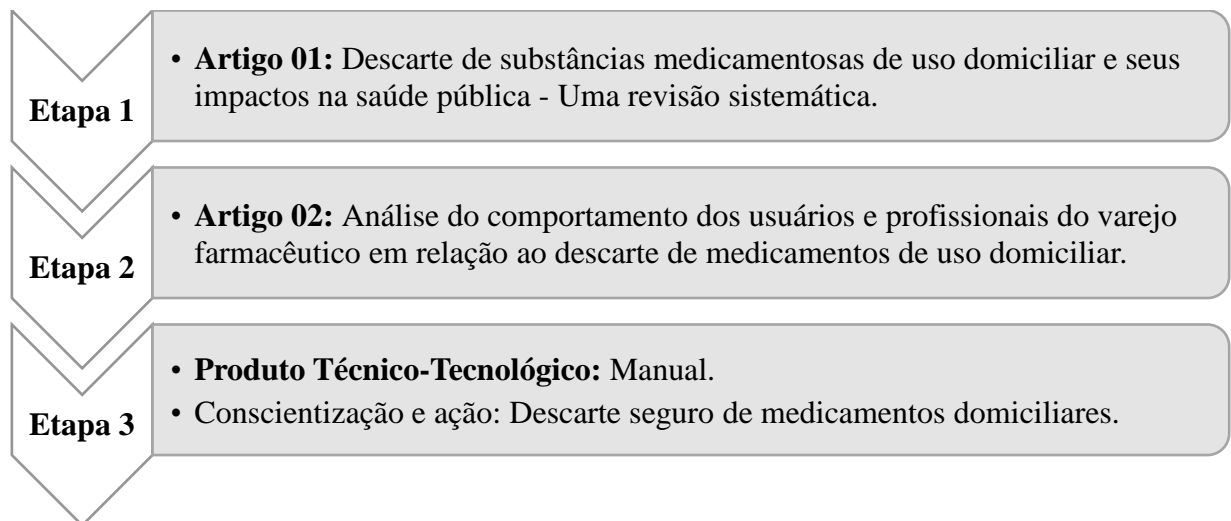 Etapa 1
• Artigo 01: Descarte de substâncias medicamentosas de uso domiciliar e seus
impactos na saúde pública - Uma revisão sistemática.
Etapa 2
• Artigo 02: Análise do comportamento dos usuários e profissionais do varejo
farmacêutico em relação ao descarte de medicamentos de uso domiciliar.
Etapa 3
• Produto Técnico-Tecnológico: Manual.
• Conscientização e ação: Descarte seguro de medicamentos domiciliares.